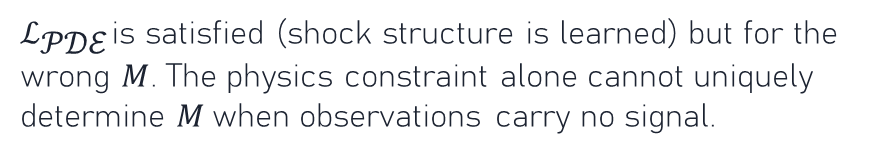 ℒ_𝒫𝒟ℰ is satisfied (shock structure is learned) but for the
wrong M. The physics constraint alone cannot uniquely
determine M when observations carry no signal.